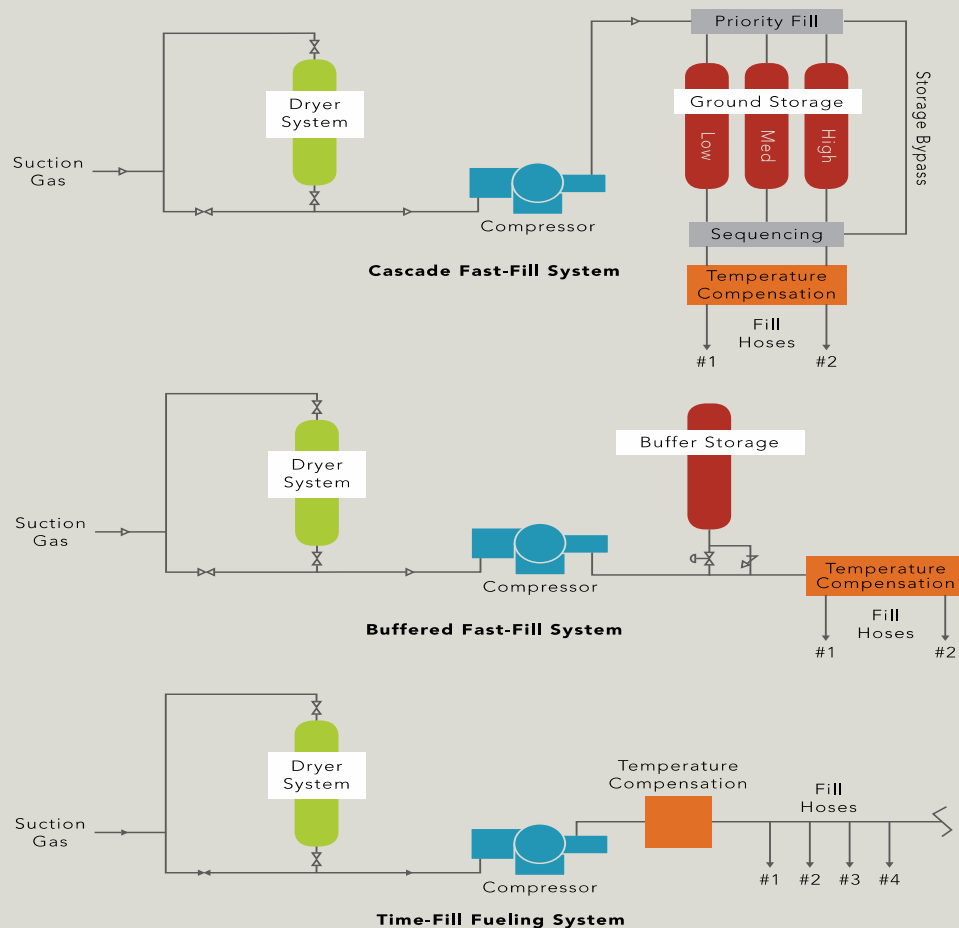 Priority Fill
Dryer
System
Ground Storage
Low
Med
High
Storage Bypass
Suction
Gas
Compressor
Sequencing
Cascade Fast-Fill System
Temperature
Compensation
Fill
Hoses
#1
#2
Buffer Storage
Dryer
System
Suction
Gas
Compressor
Temperature
Compensation
Buffered Fast-Fill System
Fill
Hoses
#1
#2
Dryer
System
Temperature
Compensation
Fill
Hoses
Suction
Gas
Compressor
#1
#2
#3
#4
Time-Fill Fueling System